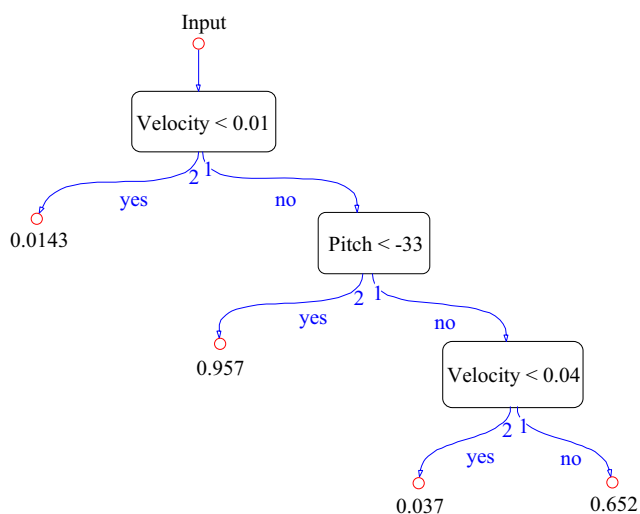 Input
Velocity < 0.01
2 1
yes no
0.0143
Pitch < -33
2 1
yes no
0.957
Velocity < 0.04
2 1
yes no
0.037 0.652